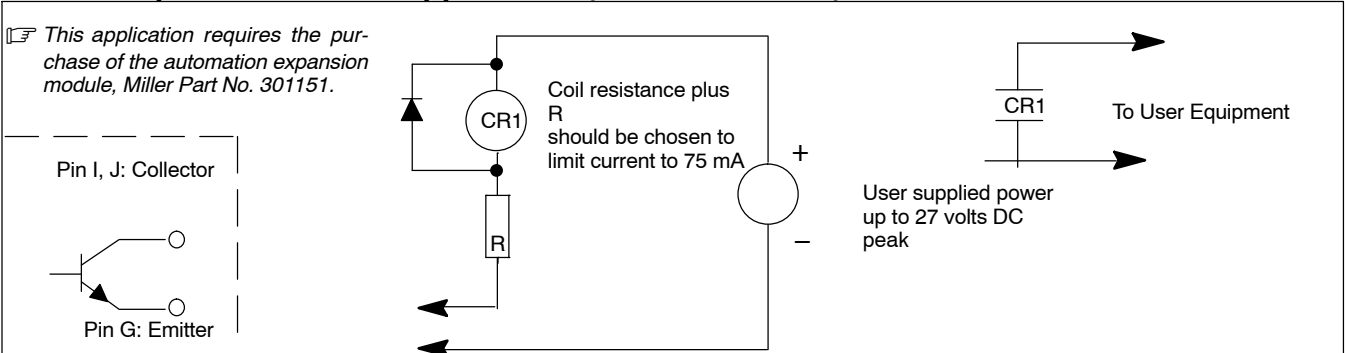 ☞ This application requires the pur-
chase of the automation expansion
module, Miller Part No. 301151.
Pin I, J: Collector
Pin G: Emitter
CR1
R
Coil resistance plus
R
should be chosen to
limit current to 75 mA
+
–
User supplied power
up to 27 volts DC
peak
CR1
To User Equipment